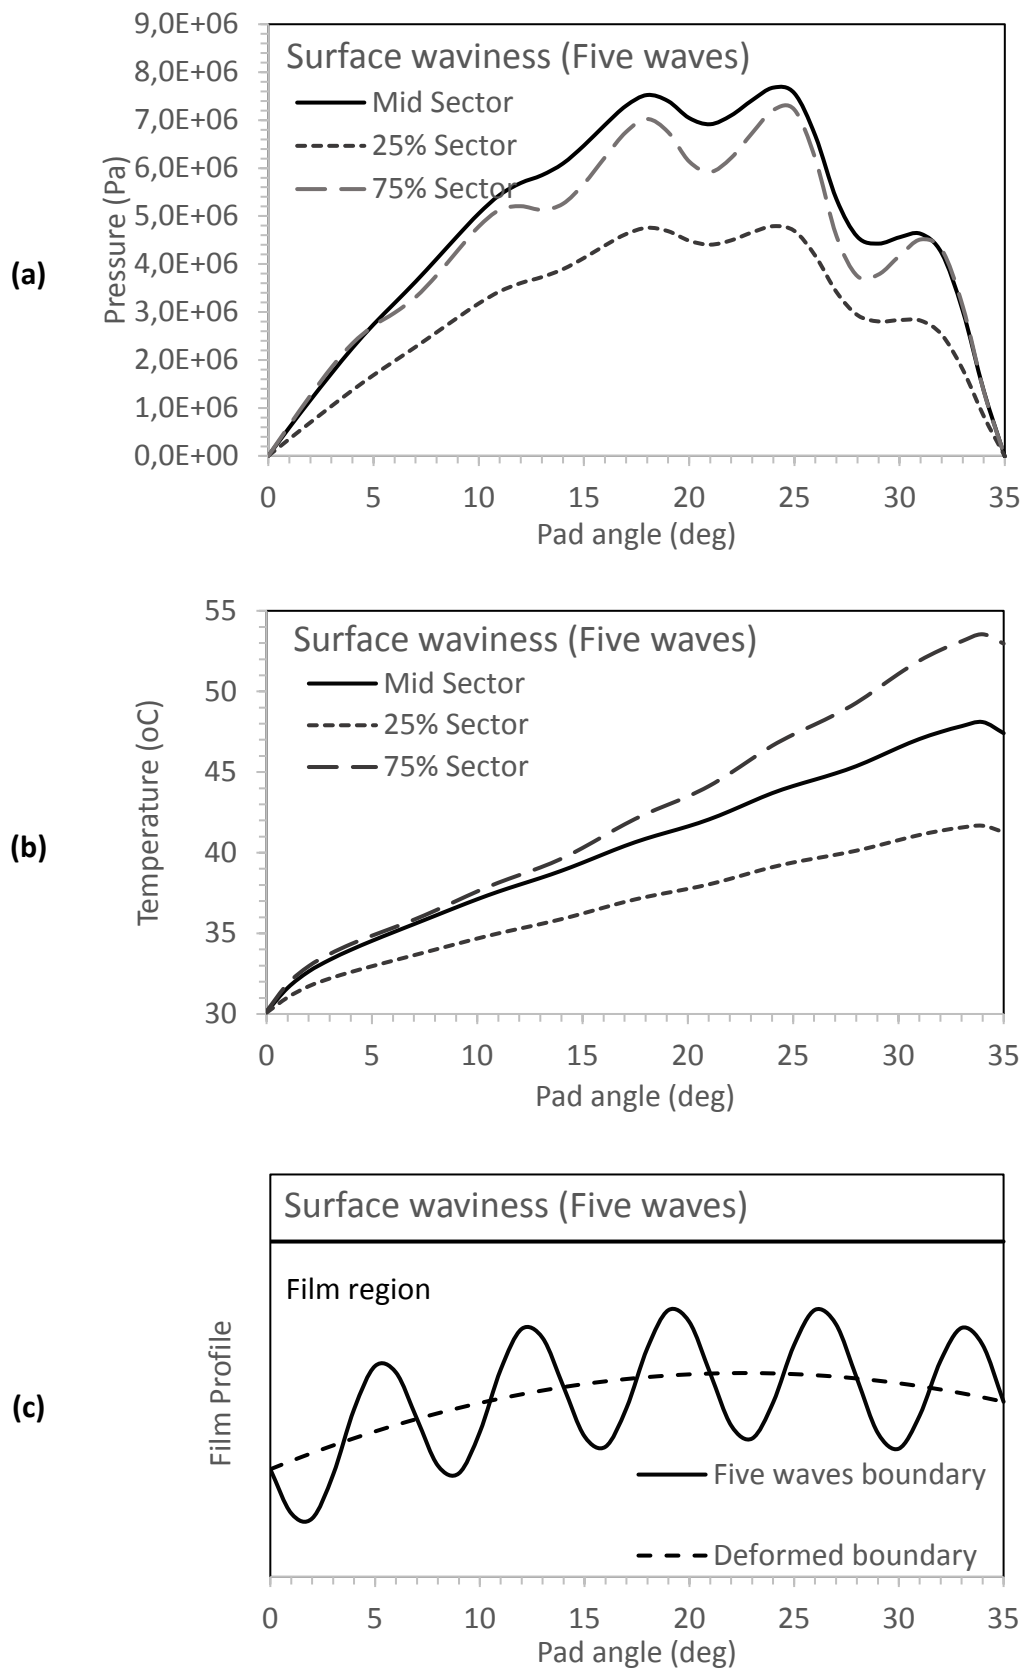 9,0E+06
Surface waviness (Five waves)
8,0E+06
Mid Sector
7,0E+06
25% Sector
6,0E+06
75% Sector
5,0E+06
4,0E+06
3,0E+06
2,0E+06
1,0E+06
0,0E+00
Pressure (Pa)
(a)
0 5 10 15 20 25 30 35
Pad angle (deg)
55
Surface waviness (Five waves)
Mid Sector
50
25% Sector
75% Sector
45
40
35
30
Temperature (oC)
(b)
0 5 10 15 20 25 30 35
Pad angle (deg)
Surface waviness (Five waves)
Film region
Film Profile
(c)
Five waves boundary
Deformed boundary
0 5 10 15 20 25 30 35
Pad angle (deg)